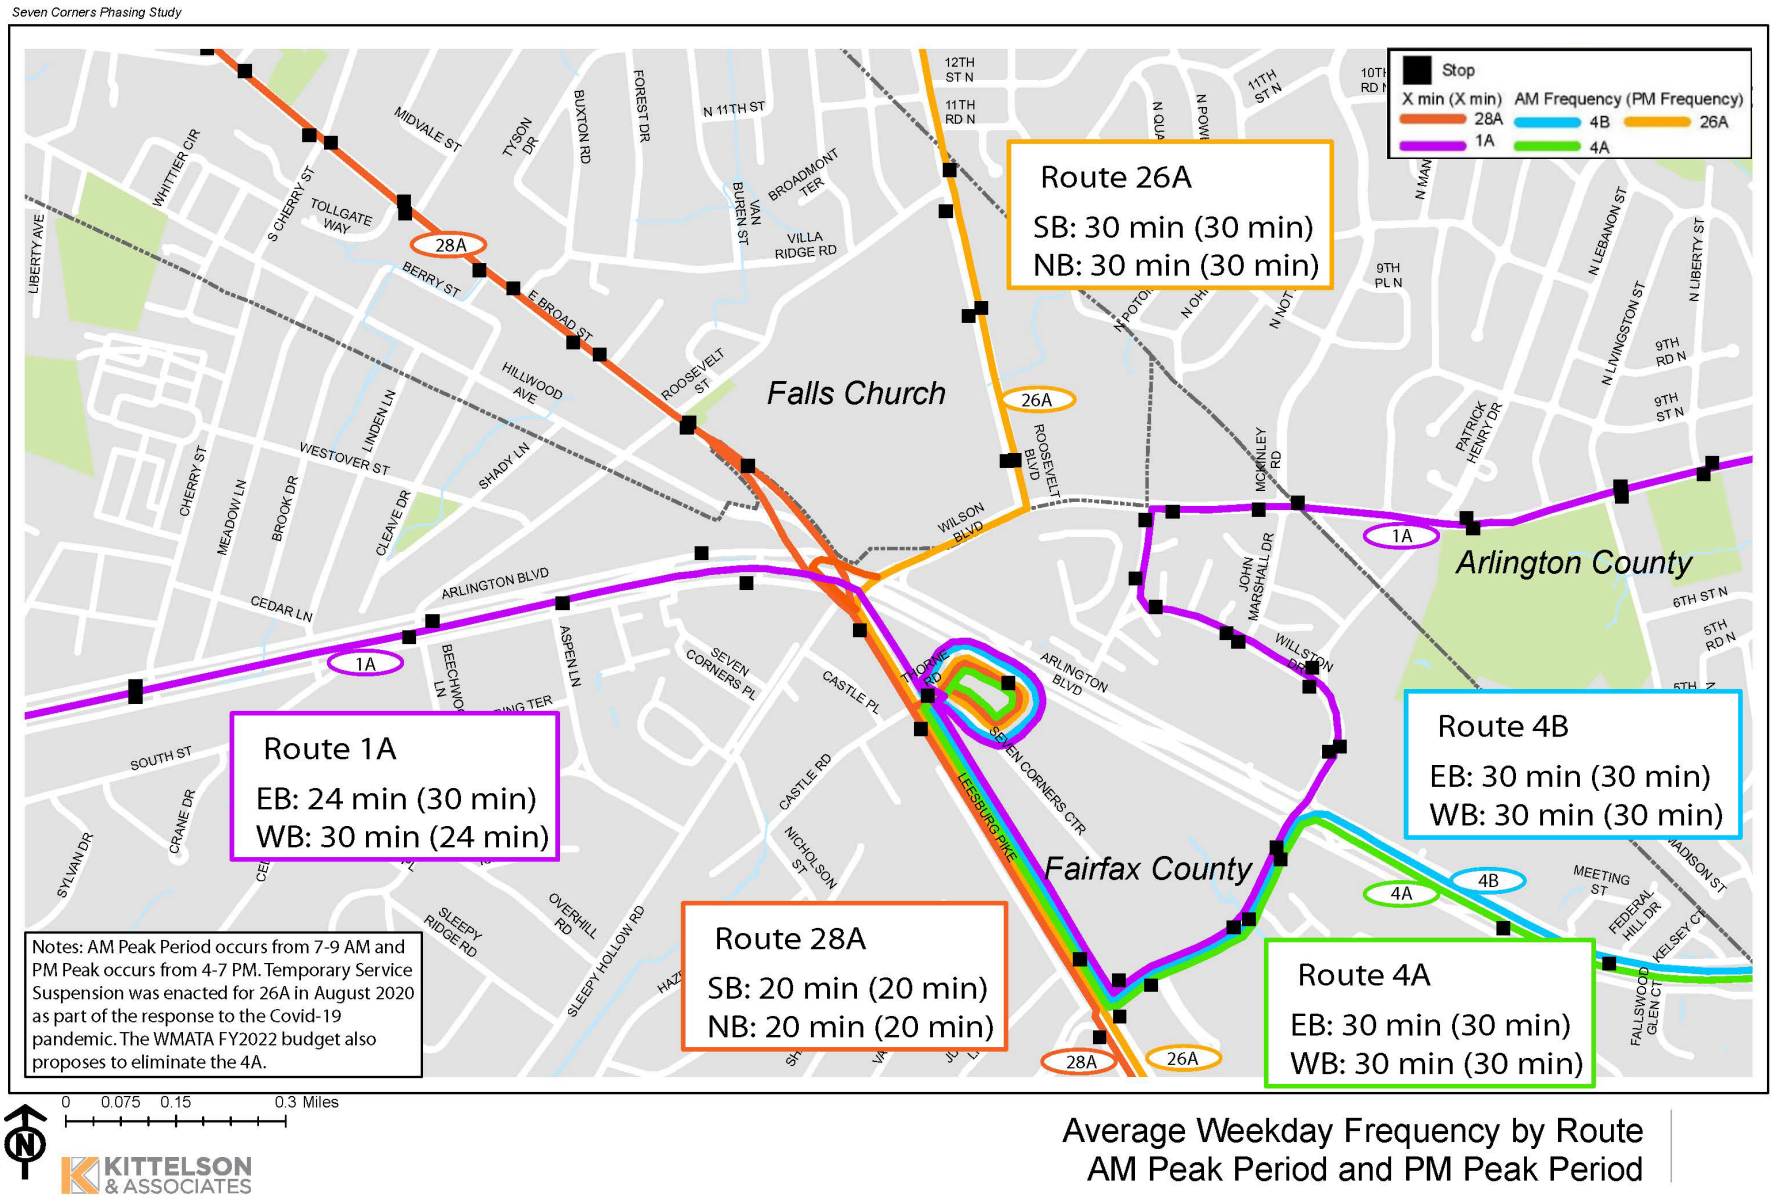 Seven Corners Phasing Study
Stop
X min (X min) AM Frequency (PM Frequency)
28A
4B
26A
1A
4A
12TH
ST N
11TH
RD N
11TH
ST N
N 11TH ST
FOREST DR
BUXTON RD
TYSON
DR
MIDVALE ST
WHITTIER CIR
S CHERRY ST
TOLLGATE
WAY
LIBERTY AVE
BROADMONT
TER
VAN
BUREN ST
VILLA
RIDGE RD
Route 26A
SB: 30 min (30 min)
NB: 30 min (30 min)
N LEBANON ST
N LIBERTY ST
9TH
PL N
28A
BERRY ST
E BROAD ST
N LIVINGSTON ST
9TH
RD N
9TH
ST N
ROOSEVELT
ST
HILLWOOD
AVE
Falls Church
26A
LINDEN LN
PATRICK
HENRY DR
MCKINLEY
RD
ROOSEVELT
BLVD
WESTOVER ST
SHADY LN
CHERRY ST
MEADOW LN
BROOK DR
CLEAVE DR
WILSON
BLVD
1A
Arlington County
JOHN
MARSHALL DR
ARLINGTON BLVD
CEDAR LN
6TH ST N
5TH
RD N
1A
BEECHWO
LN
ASPEN LN
SEVEN
CORNERS PL
CASTLE PL
THORNE
RD
ARLINGTON
BLVD
WILLSTON
DR
5TH
SOUTH ST
Route 1A
EB: 24 min (30 min)
WB: 30 min (24 min)
SEVEN CORNERS CTR
LEESBURG PIKE
CASTLE RD
Route 4B
EB: 30 min (30 min)
WB: 30 min (30 min)
CRANE DR
SYLVAN DR
NICHOLSON
ST
Fairfax County
MADISON ST
MEETING
ST
4B
4A
FEDERAL
HILL DR
KELSEY CT
FALLSWOOD
GLEN CT
SLEEPY
RIDGE RD
OVERHILL
RD
SLEEPY HOLLOW RD
Route 28A
SB: 20 min (20 min)
NB: 20 min (20 min)
Route 4A
EB: 30 min (30 min)
WB: 30 min (30 min)
Notes: AM Peak Period occurs from 7-9 AM and
PM Peak occurs from 4-7 PM. Temporary Service
Suspension was enacted for 26A in August 2020
as part of the response to the Covid-19
pandemic. The WMATA FY2022 budget also
proposes to eliminate the 4A.
28A
26A
0 0.075 0.15 0.3 Miles
N
KITTELSON
& ASSOCIATES
Average Weekday Frequency by Route
AM Peak Period and PM Peak Period